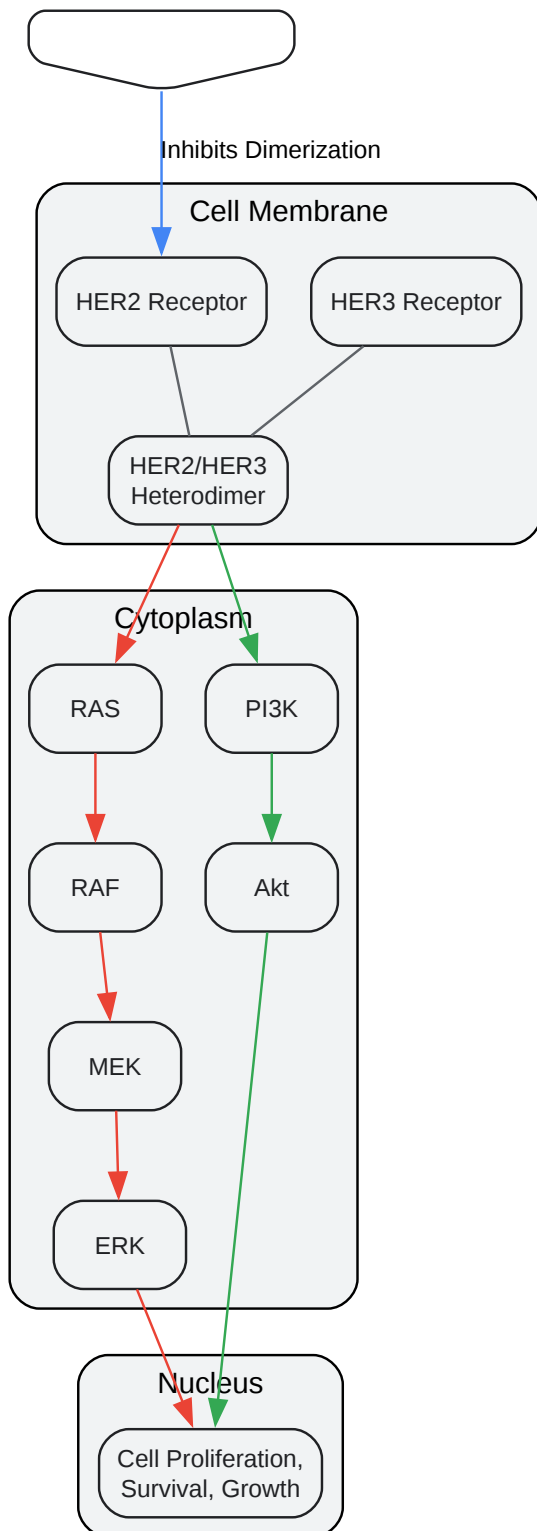 Inhibits Dimerization
Cell Membrane
HER2 Receptor
HER3 Receptor
HER2/HER3
Heterodimer
Cytoplasm
RAS
PI3K
RAF
Akt
MEK
ERK
Nucleus
Cell Proliferation,
Survival, Growth